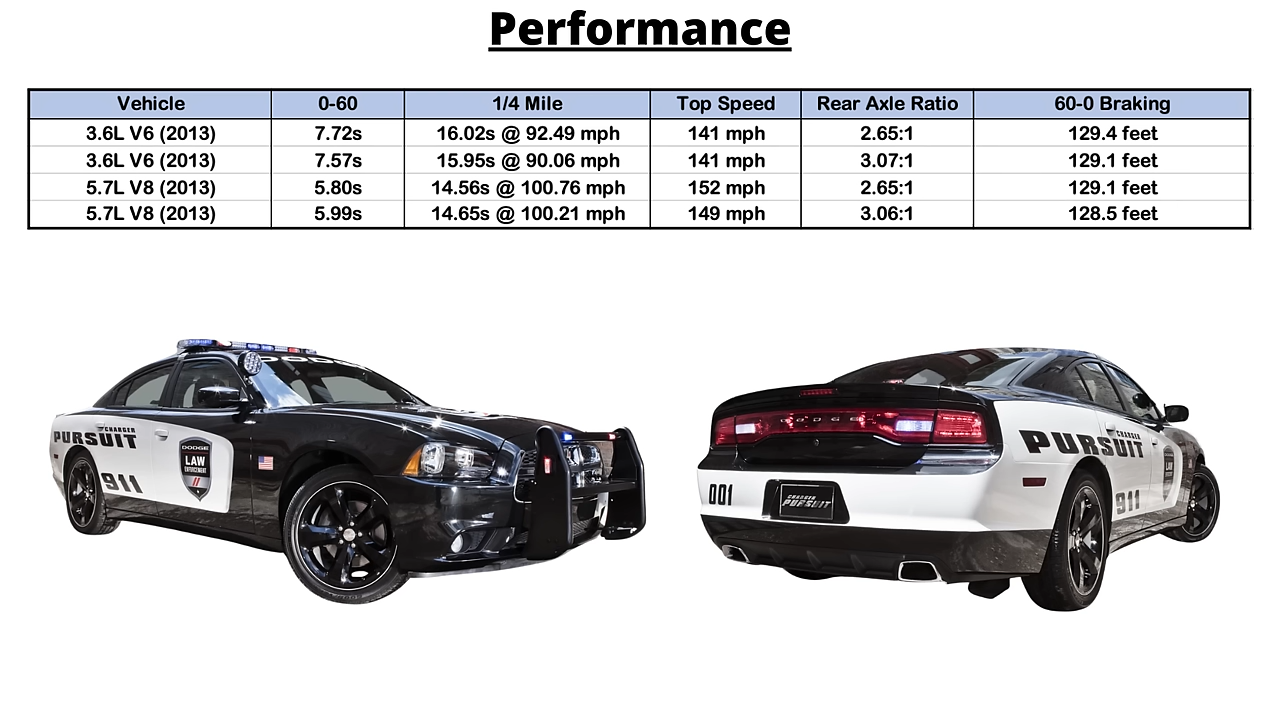 Performance
Vehicle 0-60 1/4 Mile Top Speed Rear Axle Ratio 60-0 Braking
3.6L V6 (2013) 7.72s 16.02s @ 92.49 mph 141 mph 2.65:1 129.4 feet
3.6L V6 (2013) 7.57s 15.95s @ 90.06 mph 141 mph 3.07:1 129.1 feet
5.7L V8 (2013) 5.80s 14.56s @ 100.76 mph 152 mph 2.65:1 129.1 feet
5.7L V8 (2013) 5.99s 14.65s @ 100.21 mph 149 mph 3.06:1 128.5 feet
DODGE
CHARGER
PURSUIT
911
DODGE
LAW
ENFORCEMENT
DODGE
CHARGER
PURSUIT
911
001
CHARGER
PURSUIT